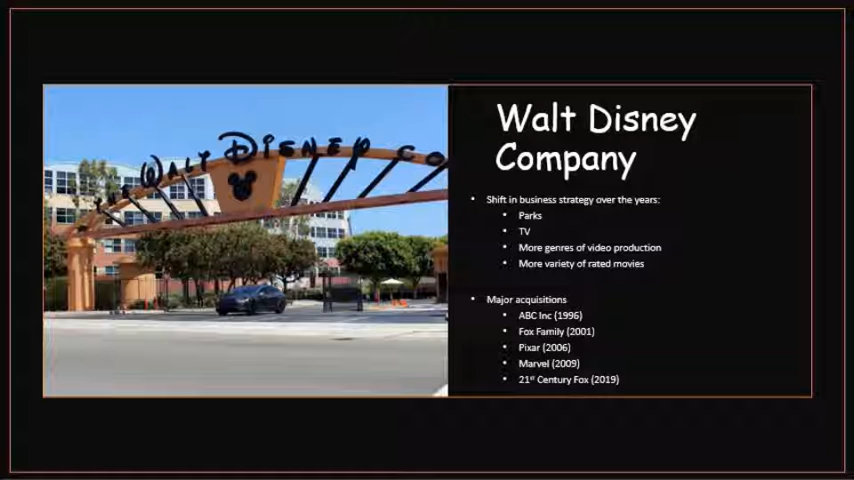 THE WALT DISNEY CO
Walt Disney
Company
• Shift in business strategy over the years:
• Parks
• TV
• More genres of video production
• More variety of rated movies
• Major acquisitions
• ABC Inc (1996)
• Fox Family (2001)
• Pixar (2006)
• Marvel (2009)
• 21st Century Fox (2019)